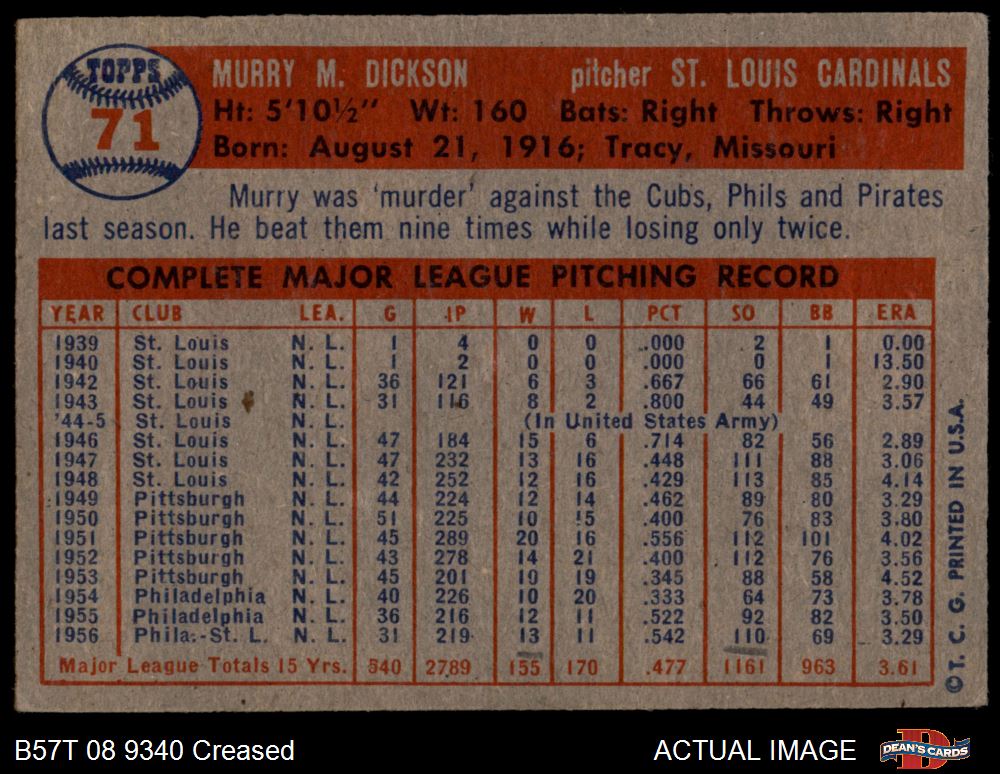 TOPPS
71
MURRY M. DICKSON pitcher ST. LOUIS CARDINALS
Ht: 5'10½" Wt: 160 Bats: Right Throws: Right
Born: August 21, 1916; Tracy, Missouri
Murry was 'murder' against the Cubs, Phils and Pirates
last season. He beat them nine times while losing only twice.
COMPLETE MAJOR LEAGUE PITCHING RECORD
YEAR CLUB LEA. G IP W L PCT SO BB ERA
1939 St. Louis N. L. 1 4 0 0 .000 2 1 0.00
1940 St. Louis N. L. 1 2 0 0 .000 0 1 13.50
1942 St. Louis N. L. 36 121 6 3 .667 66 61 2.90
1943 St. Louis N. L. 31 116 8 2 .800 44 49 3.57
'44-5 St. Louis N. L. (In United States Army)
1946 St. Louis N. L. 47 184 15 6 .714 82 56 2.89
1947 St. Louis N. L. 47 232 13 16 .448 111 88 3.06
1948 St. Louis N. L. 42 252 12 16 .429 113 85 4.14
1949 Pittsburgh N. L. 44 224 12 14 .462 89 80 3.29
1950 Pittsburgh N. L. 51 225 10 15 .400 76 83 3.80
1951 Pittsburgh N. L. 45 289 20 16 .556 112 101 4.02
1952 Pittsburgh N. L. 43 278 14 21 .400 112 76 3.56
1953 Pittsburgh N. L. 45 201 10 19 .345 88 58 4.52
1954 Philadelphia N. L. 40 226 10 20 .333 64 73 3.78
1955 Philadelphia N. L. 36 216 12 11 .522 92 82 3.50
1956 Phila.-St. L. N. L. 31 219 13 11 .542 110 69 3.29
Major League Totals 15 Yrs. 540 2789 155 170 .477 1161 963 3.61
©T. C. G. PRINTED IN U.S.A.
B57T 08 9340 Creased
ACTUAL IMAGE
DEAN'S CARDS